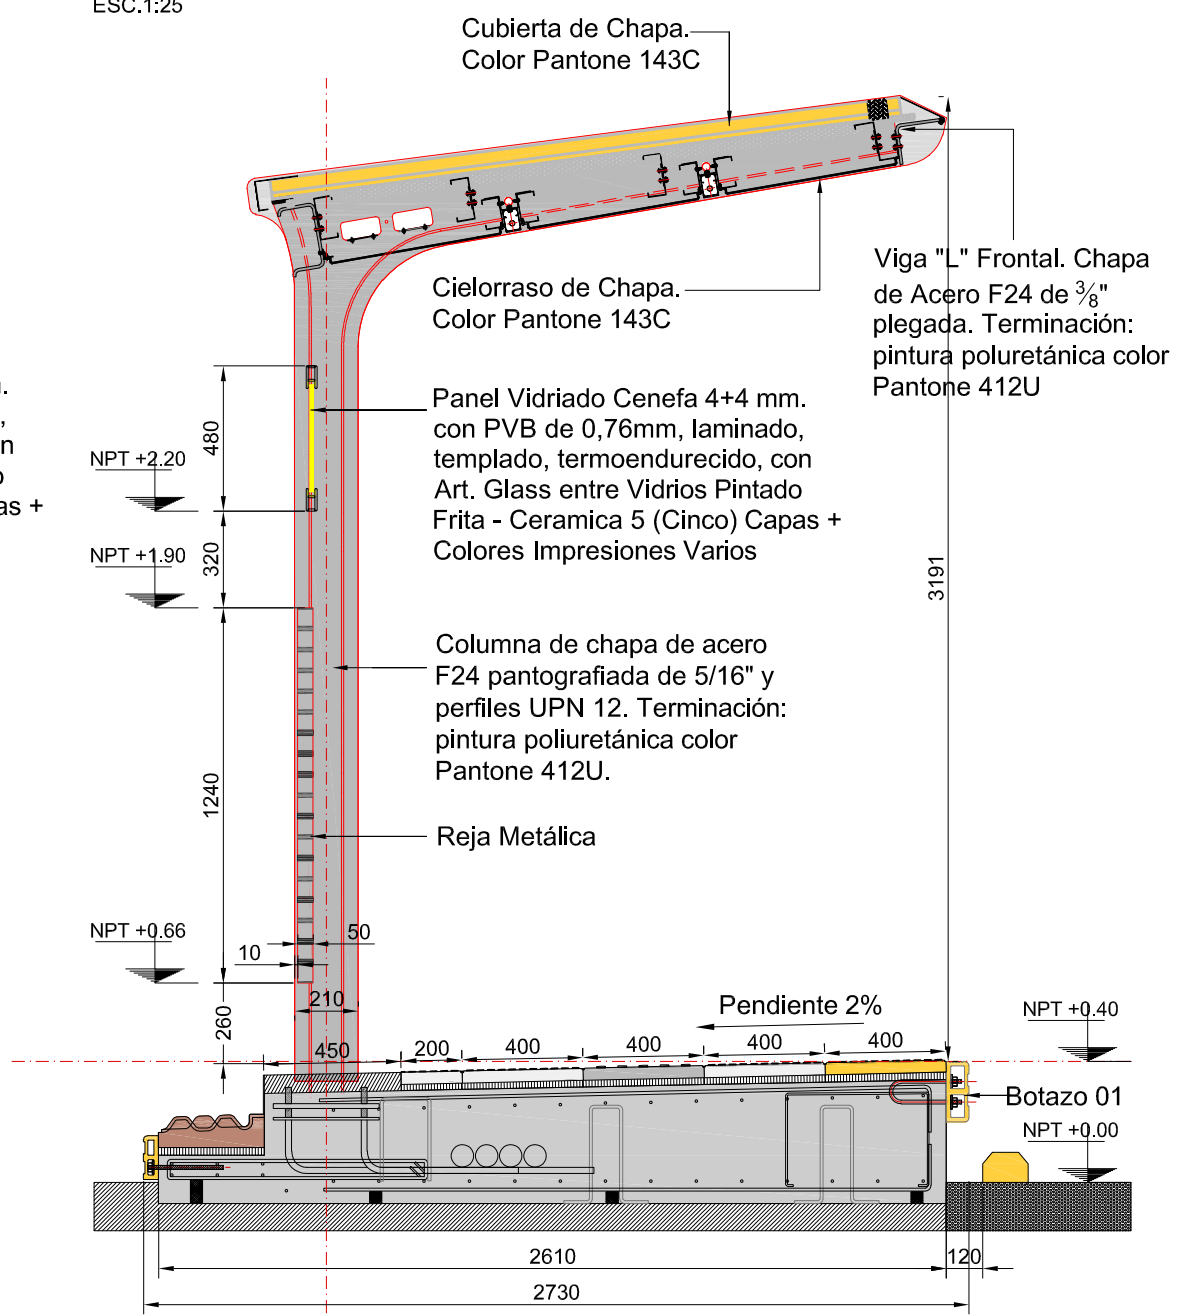 ESC.1:25
Cubierta de Chapa.
Color Pantone 143C
Viga "L" Frontal. Chapa
de Acero F24 de 3/8"
plegada. Terminación:
pintura poluretánica color
Pantone 412U
Cielorraso de Chapa.
Color Pantone 143C
Panel Vidriado Cenefa 4+4 mm.
con PVB de 0,76mm, laminado,
templado, termoendurecido, con
Art. Glass entre Vidrios Pintado
Frita - Ceramica 5 (Cinco) Capas +
Colores Impresiones Varios
as +
NPT +2.20
480
NPT +1.90
320
3191
Columna de chapa de acero
F24 pantografiada de 5/16" y
perfiles UPN 12. Terminación:
pintura poliuretánica color
Pantone 412U.
1240
Reja Metálica
NPT +0.66
50
10
210
260
Pendiente 2%
NPT +0.40
450
200
400
400
400
400
Botazo 01
NPT +0.00
2610
120
2730